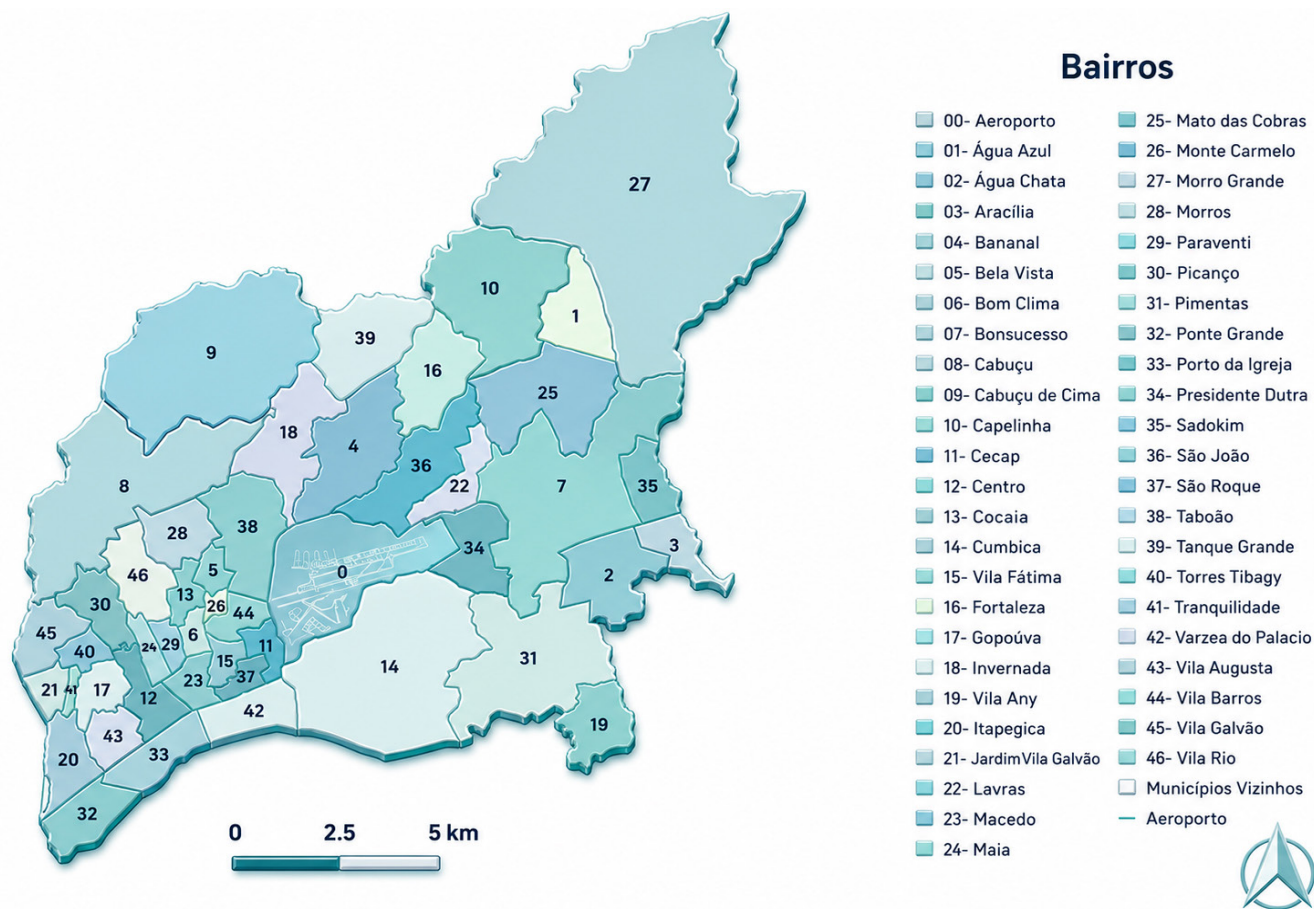 Bairros
00- Aeroporto
01- Água Azul
02- Água Chata
03- Aracília
04- Bananal
05- Bela Vista
06- Bom Clima
07- Bonsucesso
08- Cabuçu
09- Cabuçu de Cima
10- Capelinha
11- Cecap
12- Centro
13- Cocaia
14- Cumbica
15- Vila Fátima
16- Fortaleza
17- Gopoúva
18- Invernada
19- Vila Any
20- Itapegica
21- JardimVila Galvão
22- Lavras
23- Macedo
24- Maia
25- Mato das Cobras
26- Monte Carmelo
27- Morro Grande
28- Morros
29- Paraventi
30- Picanço
31- Pimentas
32- Ponte Grande
33- Porto da Igreja
34- Presidente Dutra
35- Sadokim
36- São João
37- São Roque
38- Taboão
39- Tanque Grande
40- Torres Tibagy
41- Tranquilidade
42- Varzea do Palacio
43- Vila Augusta
44- Vila Barros
45- Vila Galvão
46- Vila Rio
Municípios Vizinhos
Aeroporto
27
10
1
39
9
16
25
18
4
36
22
7
35
8
38
28
34
3
0
5
46
2
13
30
26
44
45
6
24
29
40
11
15
31
14
37
23
21
41
17
12
42
19
43
33
20
32
0 2.5 5 km